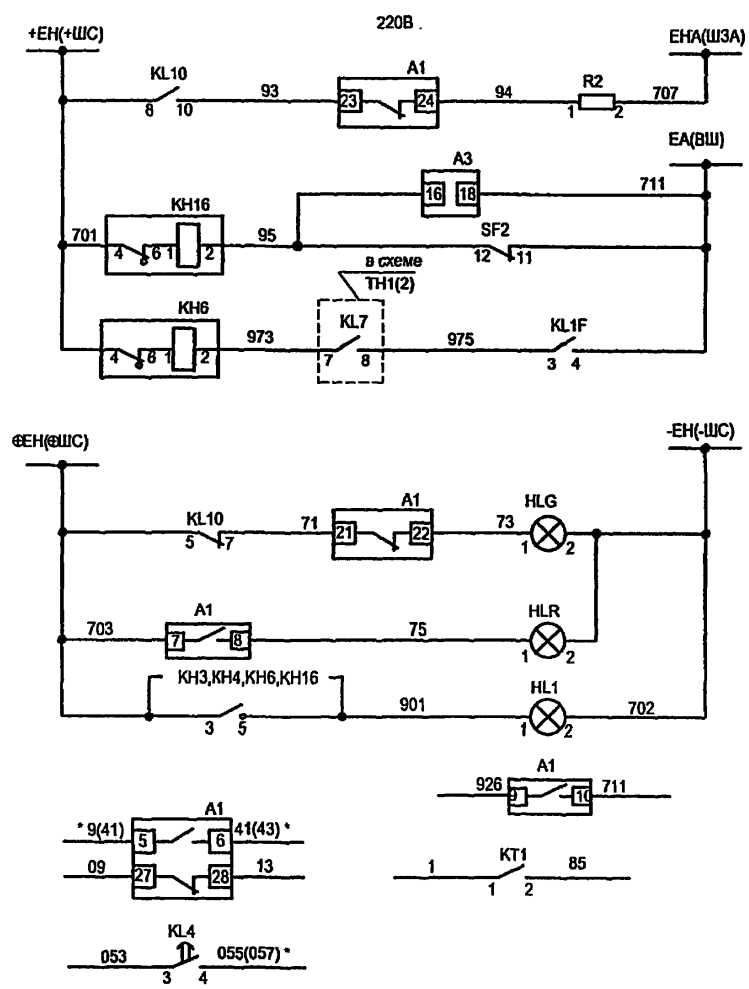 220В.
+ЕН(+ШС)
ЕНА(ШЗА)
KL10
93
A1
94
R2
707
8 10
23 24
1 2
ЕА(ВШ)
A3
16 18
711
KH16
701
95
SF2
4 6 1 2
12 11
в схеме
ТН1(2)
KH6
973
KL7
975
KL1F
4 6 1 2
7 8
3 4
⊕ЕН(⊕ШС)
-ЕН(-ШС)
KL10
71
A1
73
HLG
5 7
21 22
1 2
A1
703
75
HLR
7 8
1 2
KH3,KH4,KH6,KH16
901
HL1
702
3 5
1 2
A1
926
711
9 10
A1
* 9(41)
41(43) *
5 6
09
13
27 28
KT1
1
85
1 2
KL4
053
055(057) *
3 4